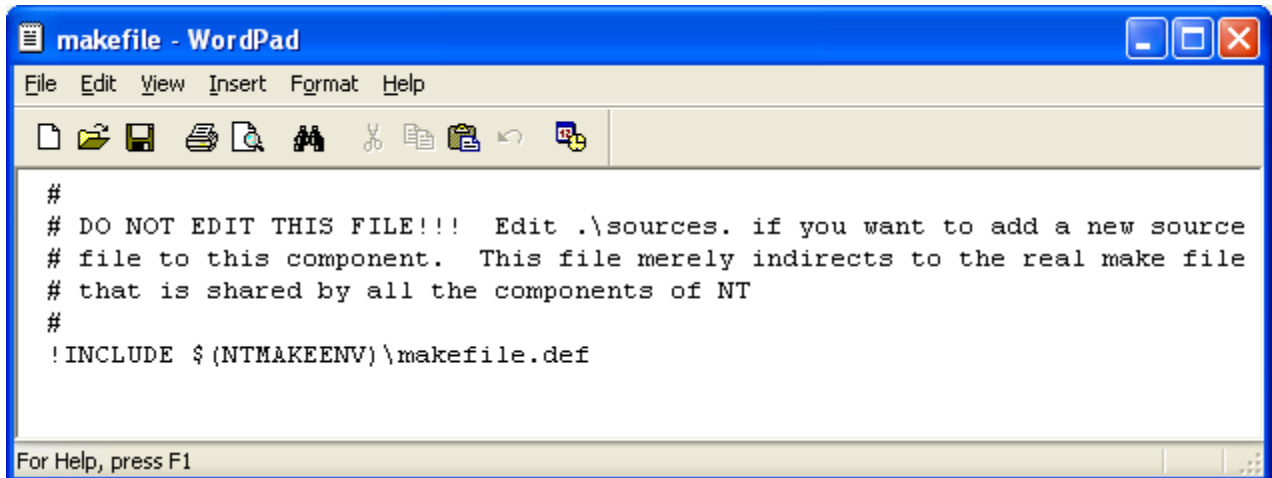 makefile - WordPad
File Edit View Insert Format Help
#
# DO NOT EDIT THIS FILE!!!  Edit .\sources. if you want to add a new source
# file to this component.  This file merely indirects to the real make file
# that is shared by all the components of NT
#
!INCLUDE $(NTMAKEENV)\makefile.def
For Help, press F1